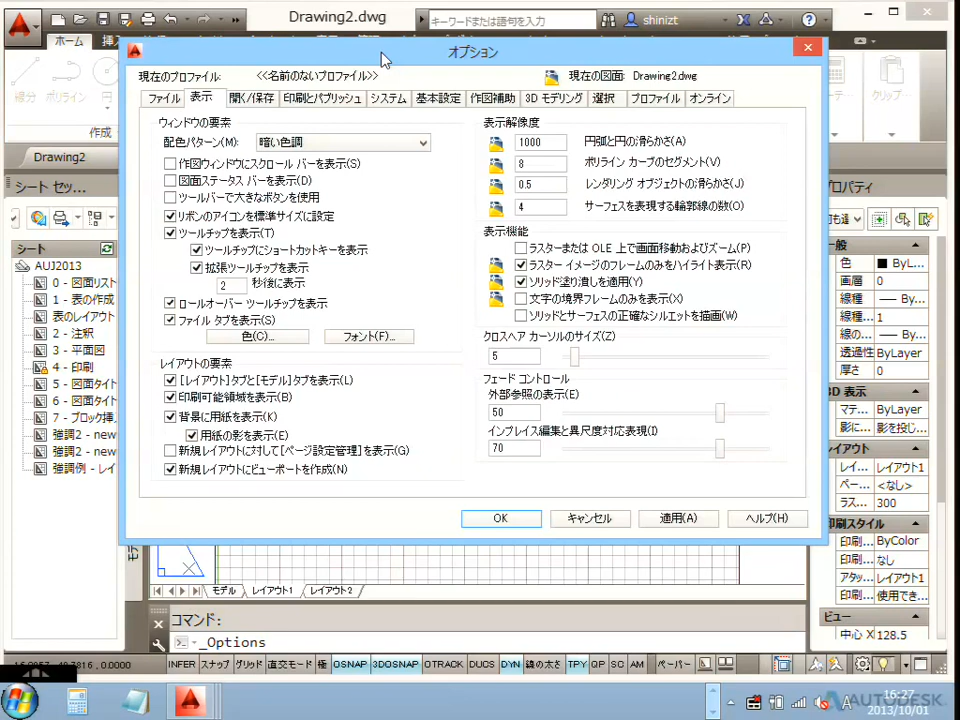 Drawing2.dwg
キーワードまたは語句を入力
shinizt
ホーム
オプション
現在のプロファイル:
<<名前のないプロファイル>>
現在の図面:
Drawing2.dwg
ファイル
表示
開く/保存
印刷とパブリッシュ
システム
基本設定
作図補助
3D モデリング
選択
プロファイル
オンライン
線分
ポリライン
円
クリップ...
作成
Drawing2
シート セッ...
プロパティ
ウィンドウの要素
配色パターン(M):
暗い色調
作図ウィンドウにスクロール バーを表示(S)
図面ステータス バーを表示(D)
ツールバーで大きなボタンを使用
リボンのアイコンを標準サイズに設定
ツールチップを表示(T)
ツールチップにショートカットキーを表示
拡張ツールチップを表示
2
秒後に表示
ロールオーバー ツールチップを表示
ファイル タブを表示(S)
色(C)...
フォント(F)...
レイアウトの要素
[レイアウト]タブと[モデル]タブを表示(L)
印刷可能領域を表示(B)
背景に用紙を表示(K)
用紙の影を表示(E)
新規レイアウトに対して[ページ設定管理]を表示(G)
新規レイアウトにビューポートを作成(N)
表示解像度
1000
円弧と円の滑らかさ(A)
8
ポリライン カーブのセグメント(V)
0.5
レンダリング オブジェクトの滑らかさ(J)
4
サーフェスを表現する輪郭線の数(O)
表示機能
ラスターまたは OLE 上で画面移動およびズーム(P)
ラスター イメージのフレームのみをハイライト表示(R)
ソリッド塗り潰しを適用(Y)
文字の境界フレームのみを表示(X)
ソリッドとサーフェスの正確なシルエットを描画(W)
クロスヘア カーソルのサイズ(Z)
5
フェード コントロール
外部参照の表示(E)
50
インプレイス編集と異尺度対応表現(I)
70
OK
キャンセル
適用(A)
ヘルプ(H)
シート
AUJ2013
0 - 図面リスト
1 - 表の作成
表のレイアウト
2 - 注釈
3 - 平面図
4 - 印刷
5 - 図面タイト
6 - 図面タイト
7 - ブロック挿入
強調2 - new
強調2 - new
強調例 - レイ
一般
色
ByL...
画層
0
線種
By...
線種...
1
線の...
By...
透過性
ByLayer
厚さ
0
3D 表示
マテ...
ByLayer
影に...
影を投じ...
レイアウト
レイ...
レイアウト1
ペー...
<なし>
ラス...
300
印刷スタイル
印刷...
ByColor
印刷...
なし
アタッ...
レイアウト1
印刷...
使用でき...
ビュー
中心 X
128.5
モデル
レイアウト1
レイアウト2
コマンド:
_Options
INFER
スナップ
グリッド
直交モード
極
OSNAP
3DOSNAP
OTRACK
DUCS
DYN
線の太さ
TPY
QP
SC
AM
ペーパー
16:27
2013/10/01
AUTODESK